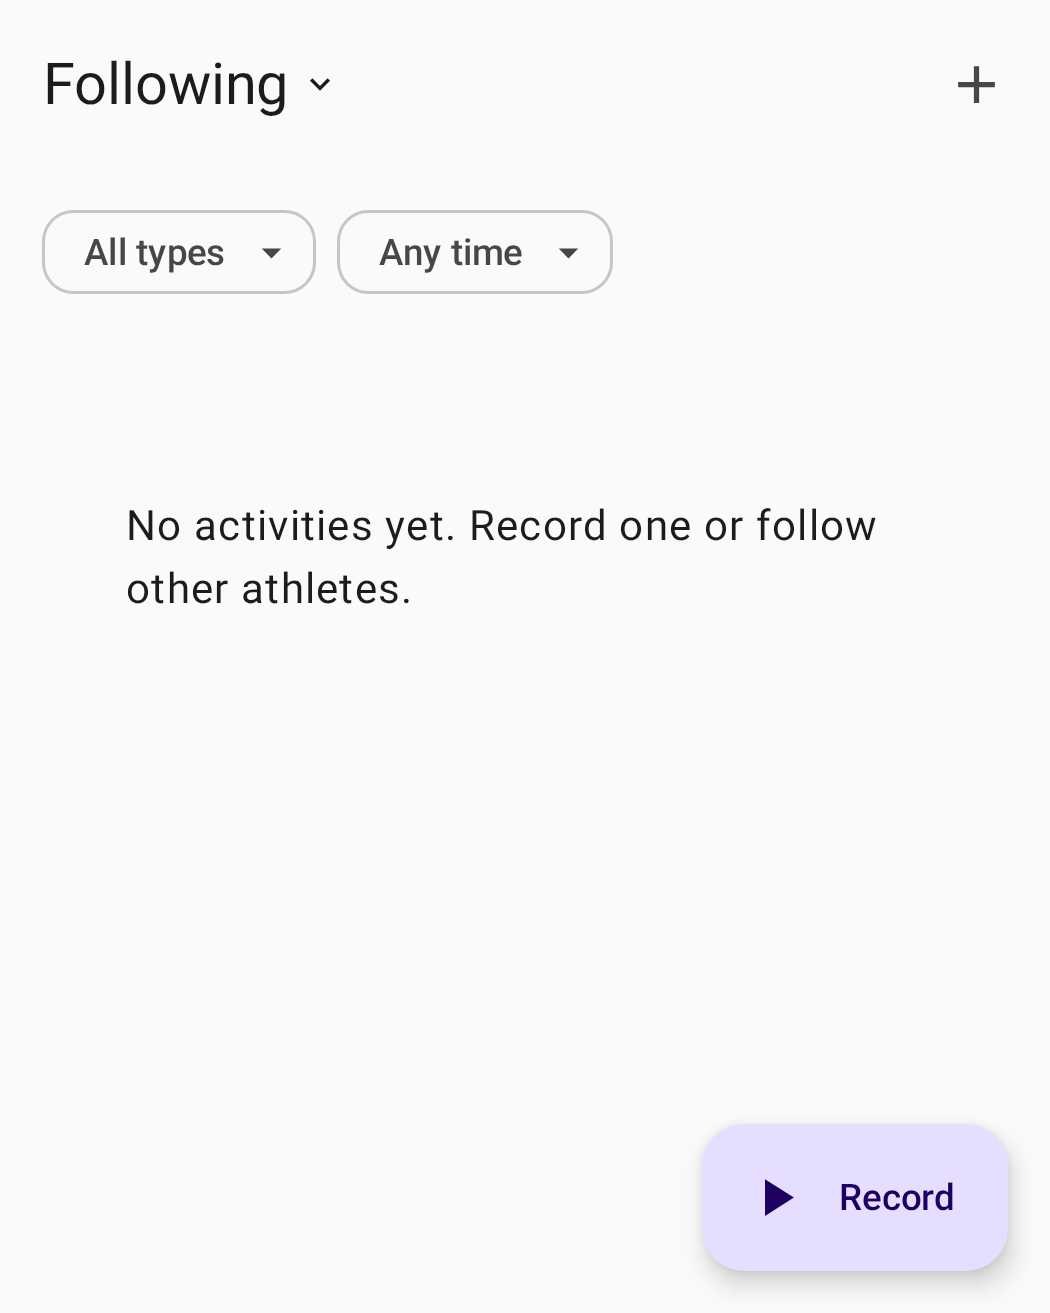 Following
All types
Any time
No activities yet. Record one or follow
other athletes.
Record